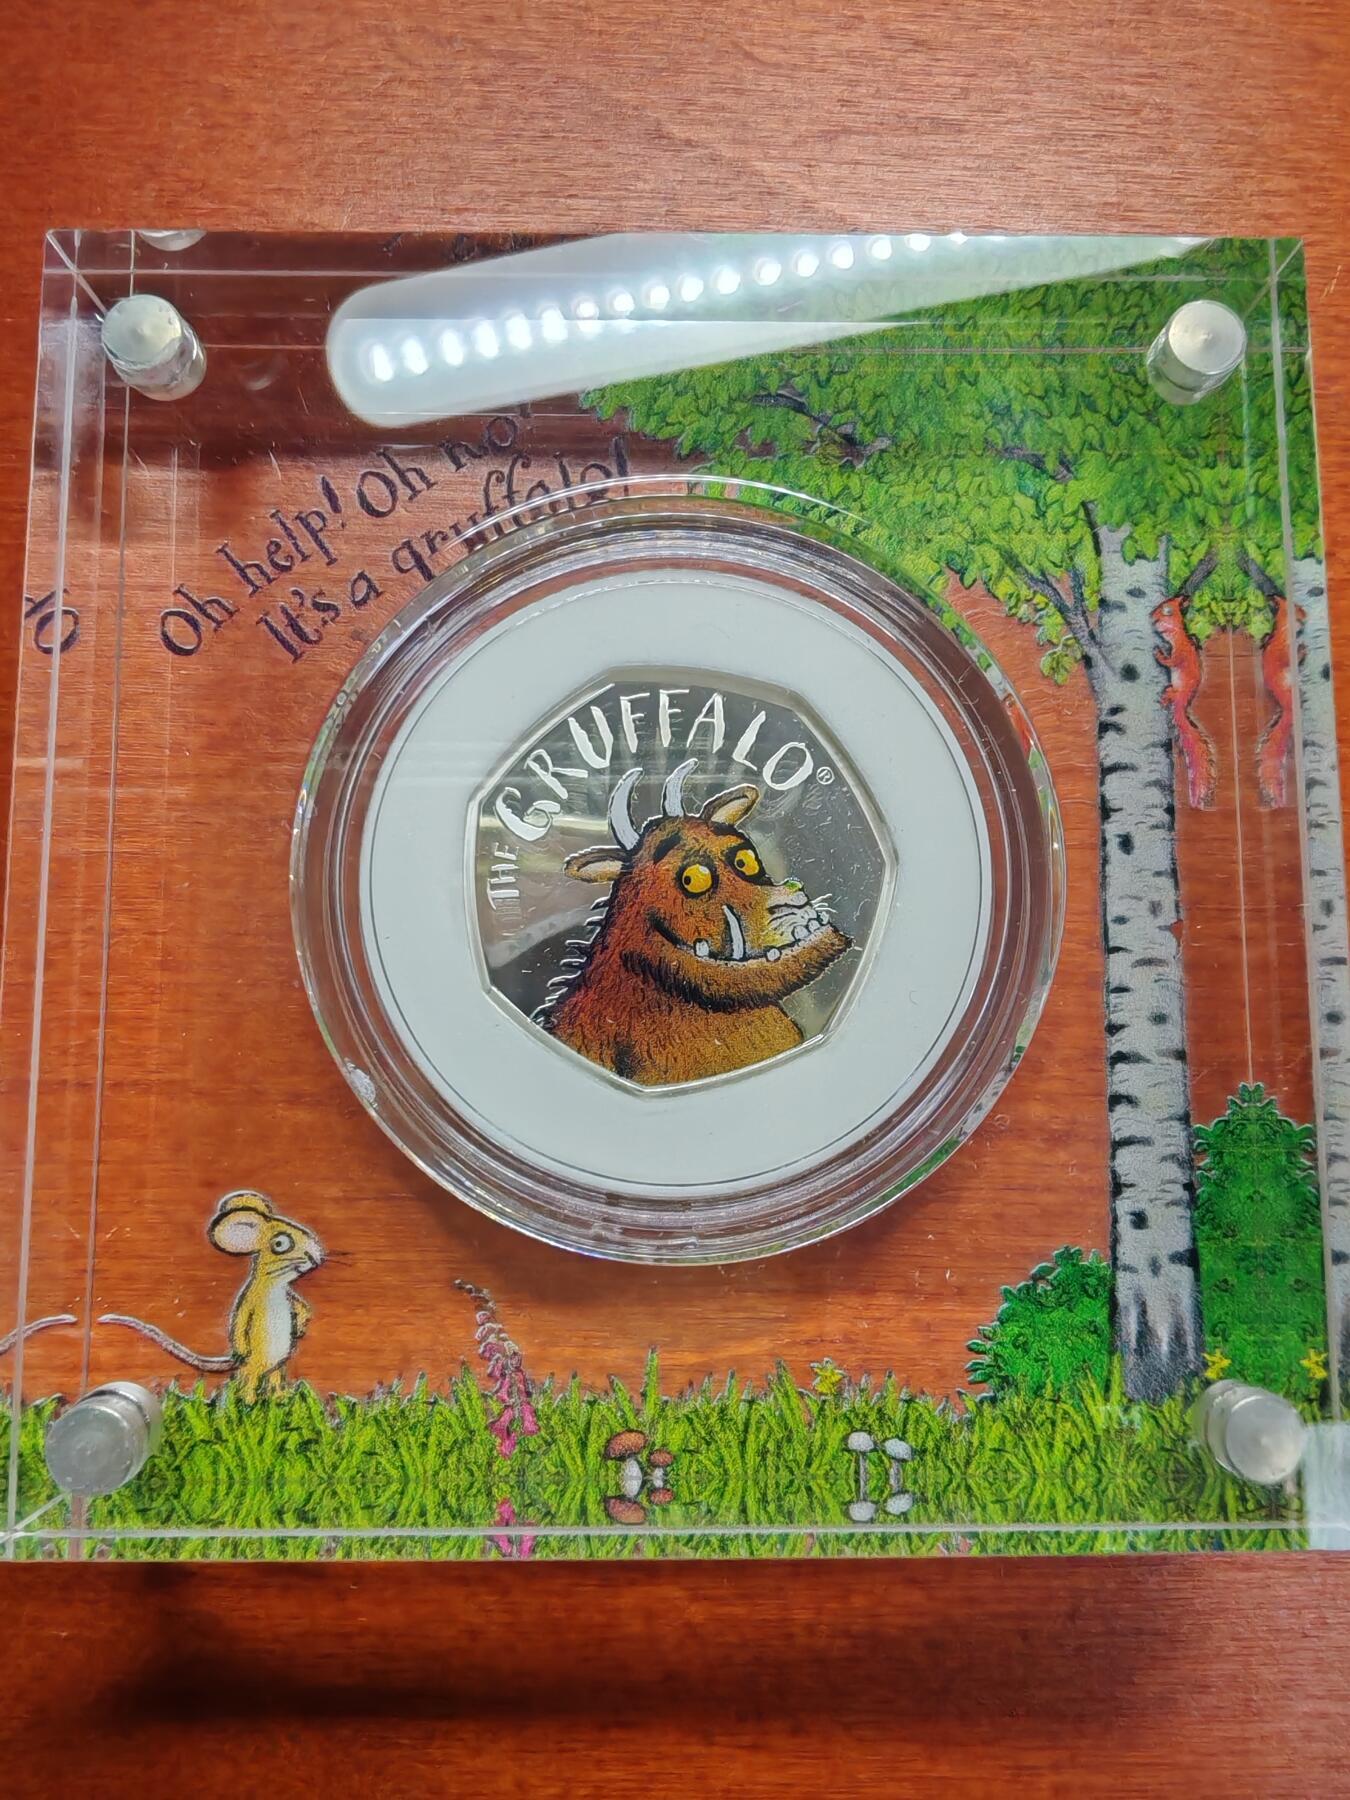 Oh help! Oh no!
It's a gruffalo!
THE GRUFFALO®